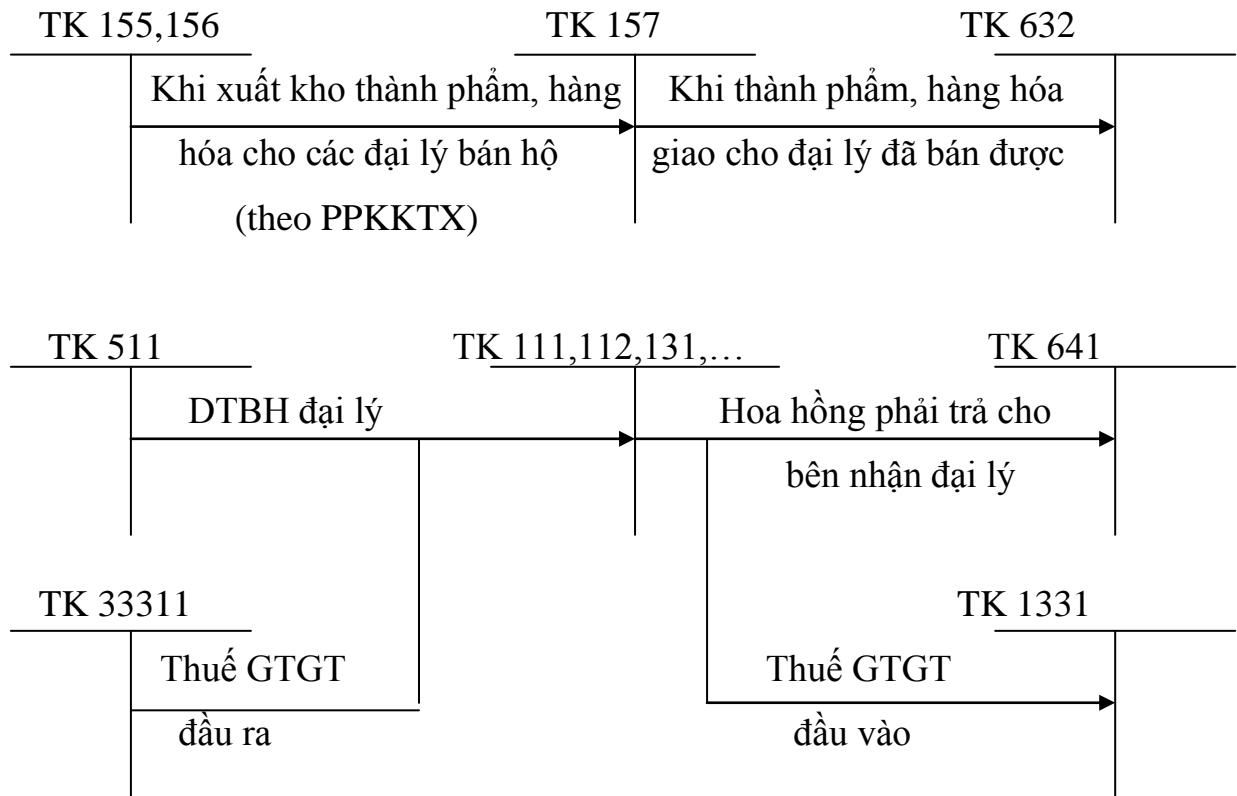 TK 155,156 TK 157 TK 632
Khi xuất kho thành phẩm, hàng Khi thành phẩm, hàng hóa
hóa cho các đại lý bán hộ giao cho đại lý đã bán được
(theo PPKKTX)
TK 511 TK 111,112,131,… TK 641
DTBH đại lý Hoa hồng phải trả cho
bên nhận đại lý
TK 33311 TK 1331
Thuế GTGT Thuế GTGT
đầu ra đầu vào